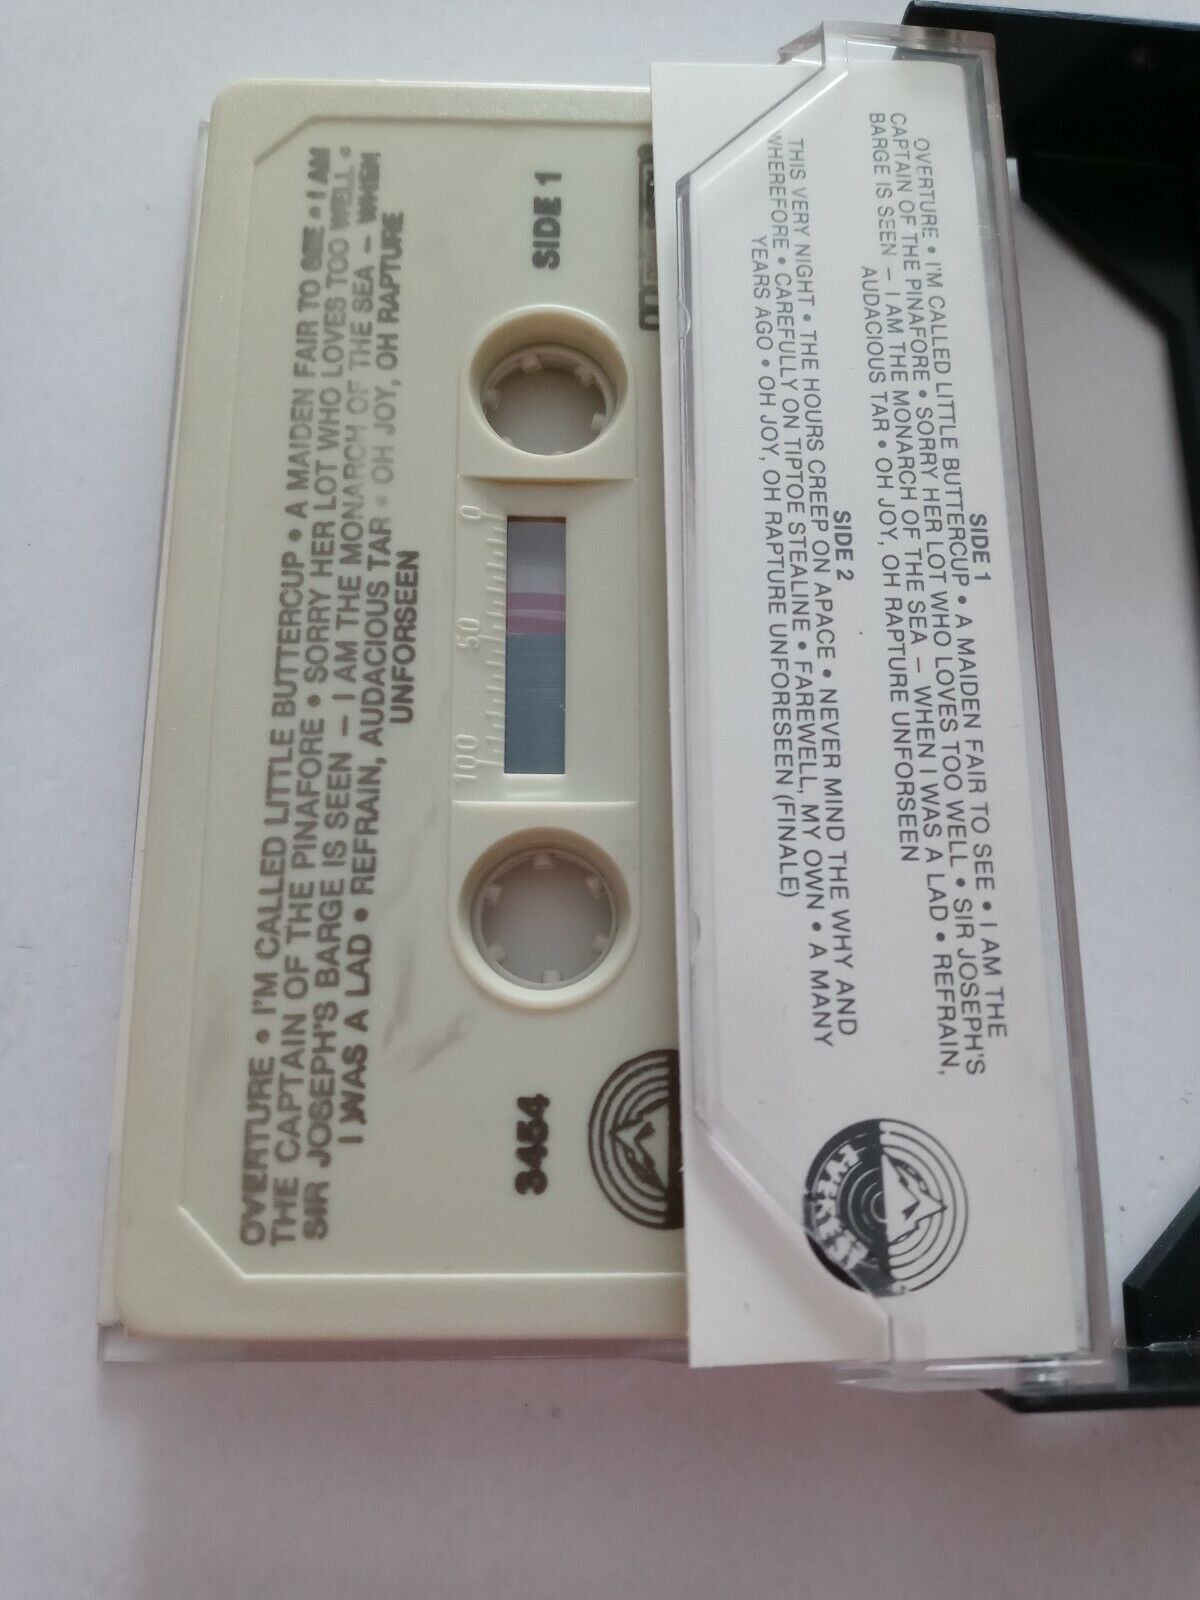 SIDE 1
OVERTURE • I'M CALLED LITTLE BUTTERCUP • A MAIDEN FAIR TO SEE • I AM THE
CAPTAIN OF THE PINAFORE • SORRY HER LOT WHO LOVES TOO WELL • SIR JOSEPH'S
BARGE IS SEEN – I AM THE MONARCH OF THE SEA – WHEN I WAS A LAD • REFRAIN,
AUDACIOUS TAR • OH JOY, OH RAPTURE UNFORSEEN
SIDE 2
THIS VERY NIGHT • THE HOURS CREEP ON APACE • NEVER MIND THE WHY AND
WHEREFORE • CAREFULLY ON TIPTOE STEALINE • FAREWELL, MY OWN • A MANY
YEARS AGO • OH JOY, OH RAPTURE UNFORESEEN (FINALE)
3454
SIDE 1
100 50 0
OVERTURE • I'M CALLED LITTLE BUTTERCUP • A MAIDEN FAIR TO SEE • I AM
THE CAPTAIN OF THE PINAFORE • SORRY HER LOT WHO LOVES TOO WELL •
SIR JOSEPH'S BARGE IS SEEN – I AM THE MONARCH OF THE SEA – WHEN
I WAS A LAD • REFRAIN, AUDACIOUS TAR • OH JOY, OH RAPTURE
UNFORSEEN